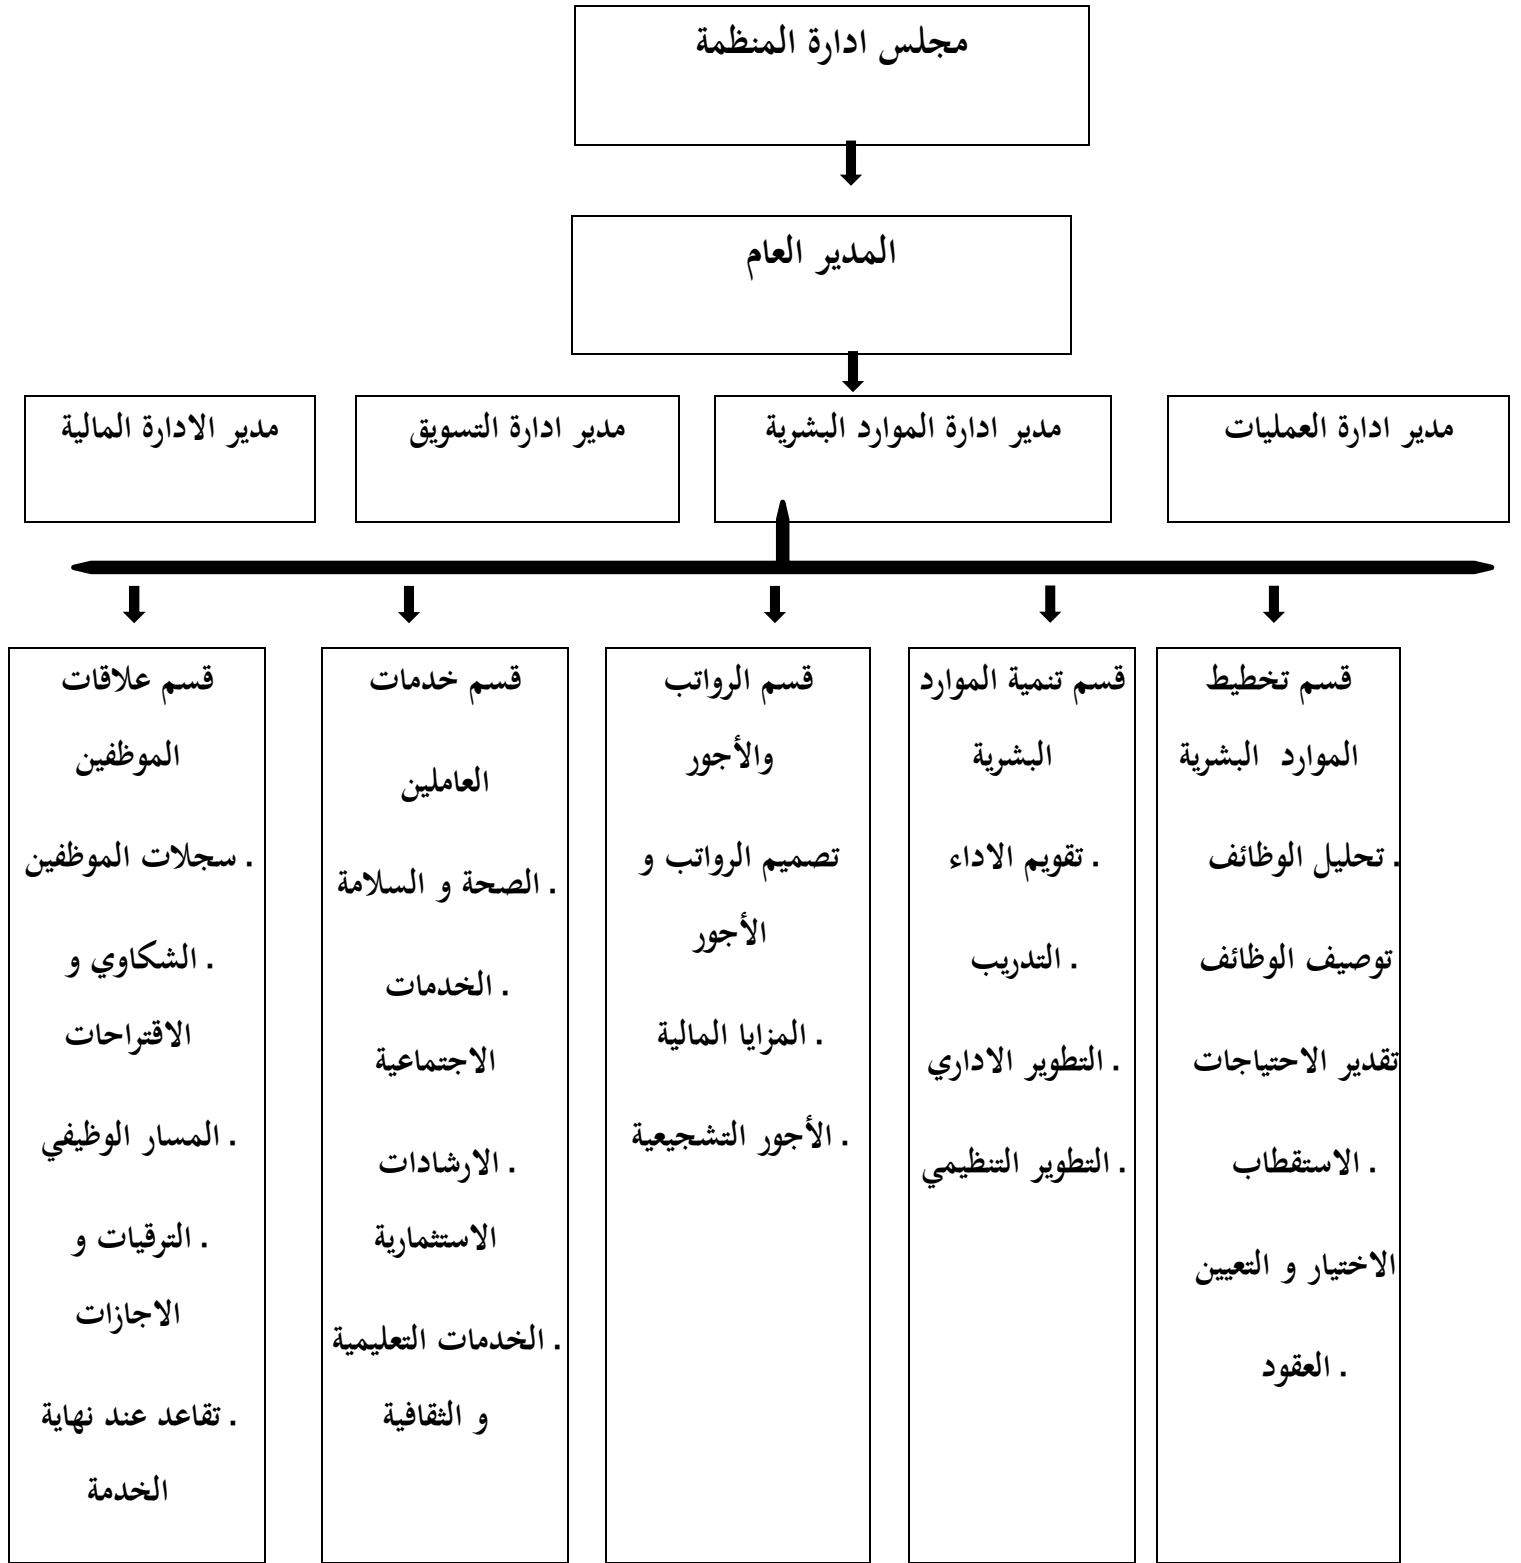 مجلس ادارة المنظمة
المدير العام
مدير ادارة العمليات
مدير ادارة الموارد البشرية
مدير ادارة التسويق
مدير الادارة المالية
قسم تخطيط
الموارد البشرية
. تحليل الوظائف
توصيف الوظائف
تقدير الاحتياجات
. الاستقطاب
الاختيار و التعيين
. العقود
قسم تنمية الموارد
البشرية
. تقويم الاداء
. التدريب
. التطوير الاداري
. التطوير التنظيمي
قسم الرواتب
والأجور
تصميم الرواتب و
الأجور
. المزايا المالية
. الأجور التشجيعية
قسم خدمات
العاملين
. الصحة و السلامة
. الخدمات
الاجتماعية
. الارشادات
الاستثمارية
. الخدمات التعليمية
و الثقافية
قسم علاقات
الموظفين
. سجلات الموظفين
. الشكاوي و
الاقتراحات
. المسار الوظيفي
. الترقيات و
الاجازات
. تقاعد عند نهاية
الخدمة